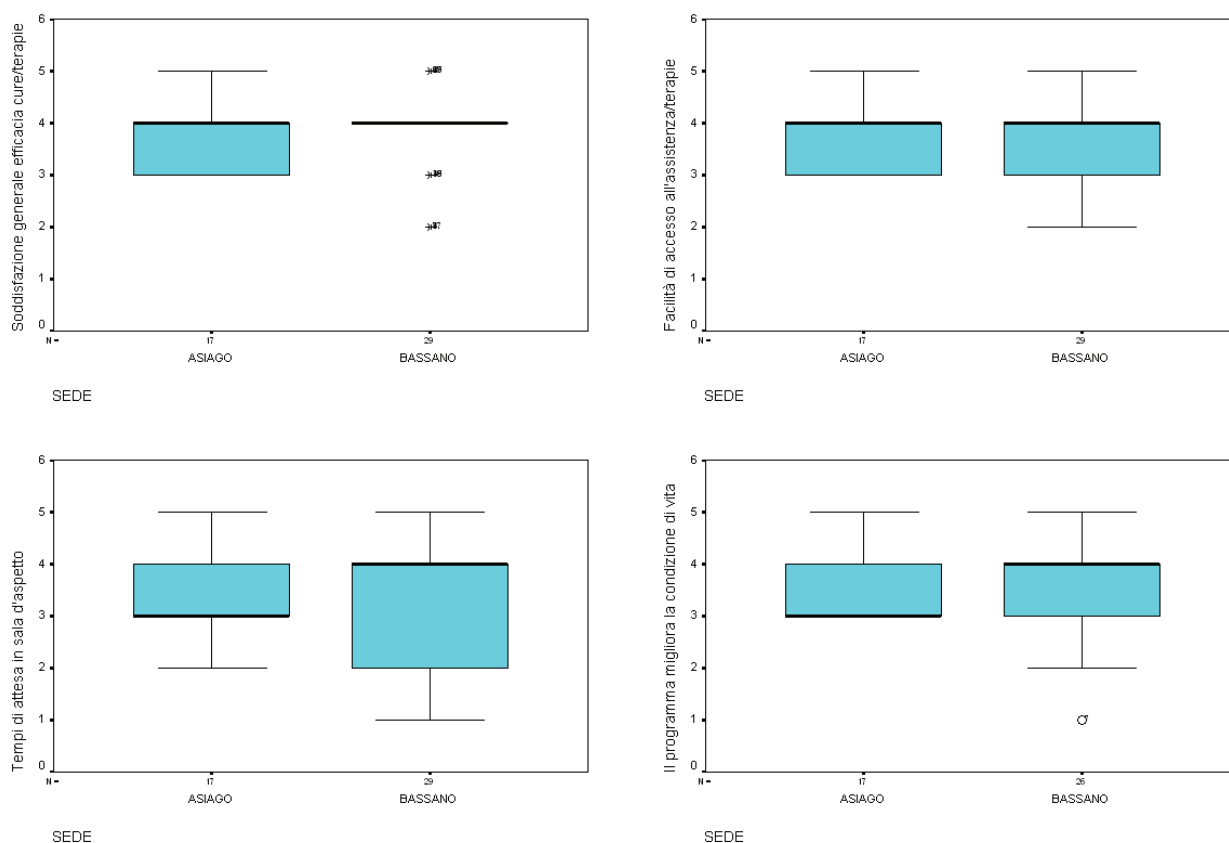 Soddisfazione generale efficacia cure/terapie
6
5
4
3
2
1
0
N =
17
29
ASIAGO
BASSANO
SEDE
Facilità di accesso all'assistenza/terapie
6
5
4
3
2
1
0
N =
17
29
ASIAGO
BASSANO
SEDE
Tempi di attesa in sala d'aspetto
6
5
4
3
2
1
0
N =
17
29
ASIAGO
BASSANO
SEDE
Il programma migliora la condizione di vita
6
5
4
3
2
1
0
N =
17
26
ASIAGO
BASSANO
SEDE